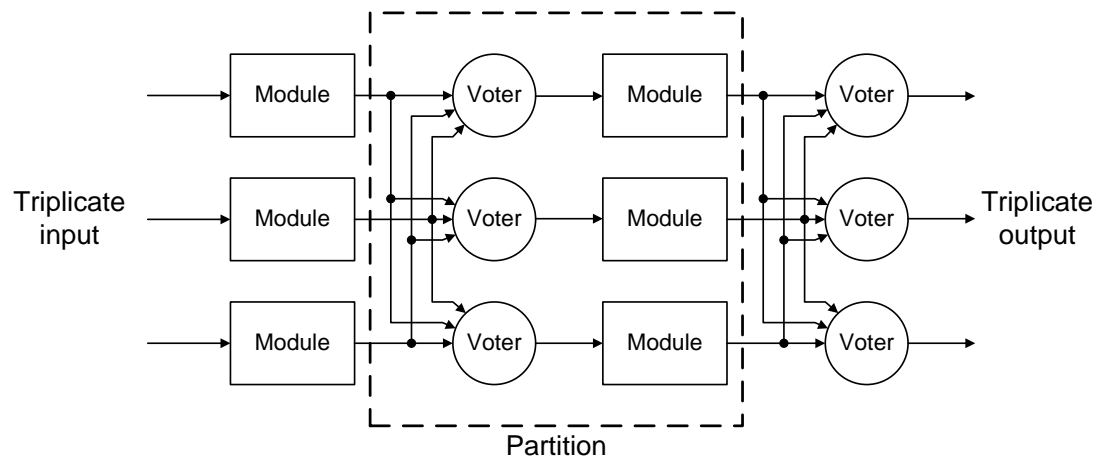 Module
Voter
Module
Voter
Triplicate
input
Module
Voter
Module
Voter
Triplicate
output
Module
Voter
Module
Voter
Partition